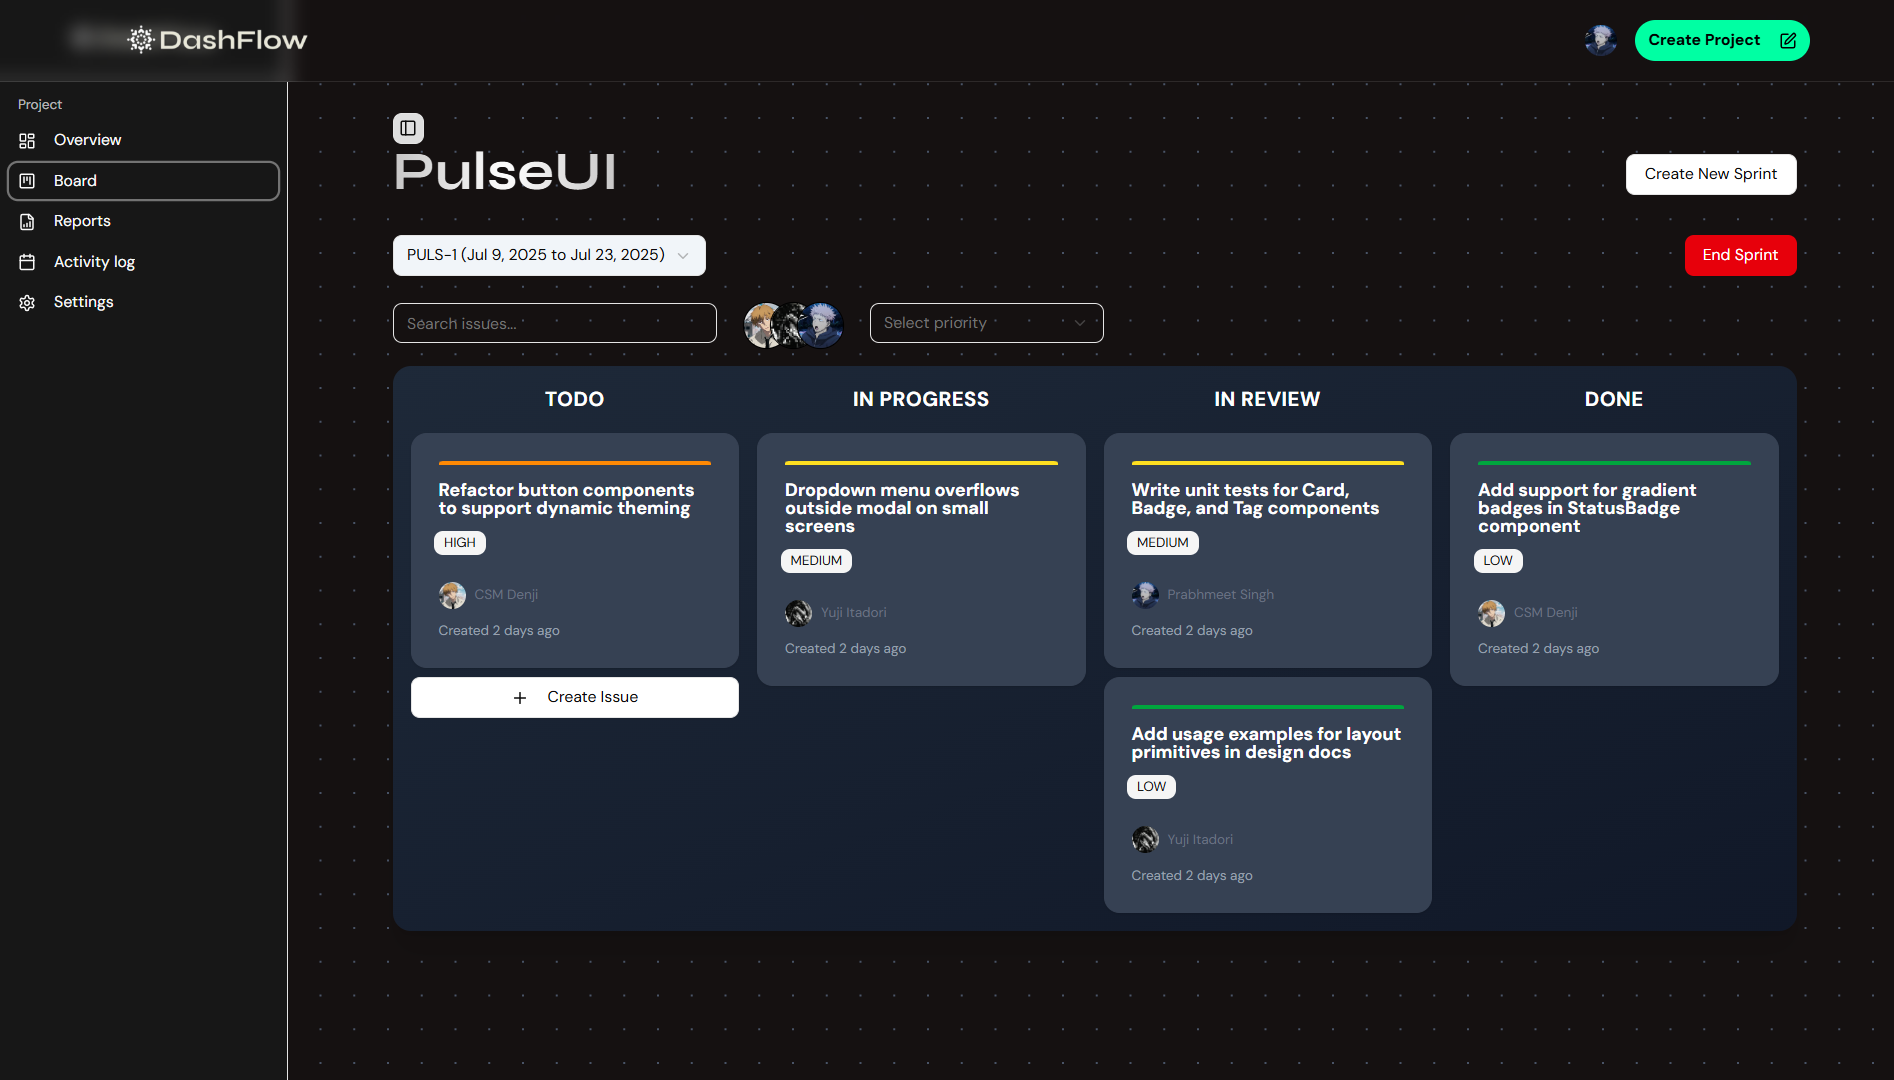 DashFlow
Create Project
Project
Overview
Board
Reports
Activity log
Settings
PulseUI
Create New Sprint
PULS-1 (Jul 9, 2025 to Jul 23, 2025)
End Sprint
Search issues...
Select priority
TODO
Refactor button components
to support dynamic theming
HIGH
CSM Denji
Created 2 days ago
Create Issue
IN PROGRESS
Dropdown menu overflows
outside modal on small
screens
MEDIUM
Yuji Itadori
Created 2 days ago
IN REVIEW
Write unit tests for Card,
Badge, and Tag components
MEDIUM
Prabhmeet Singh
Created 2 days ago
Add usage examples for layout
primitives in design docs
LOW
Yuji Itadori
Created 2 days ago
DONE
Add support for gradient
badges in StatusBadge
component
LOW
CSM Denji
Created 2 days ago